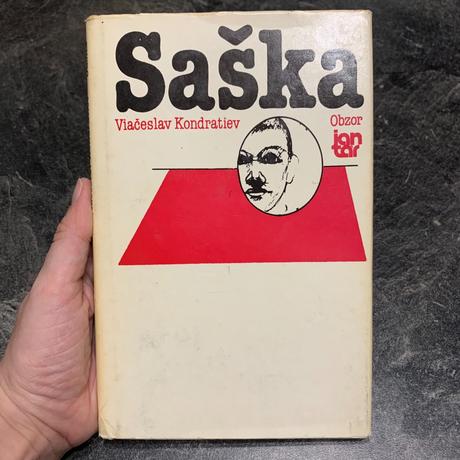 Saška
Viačeslav Kondratiev
Obzor
jantár